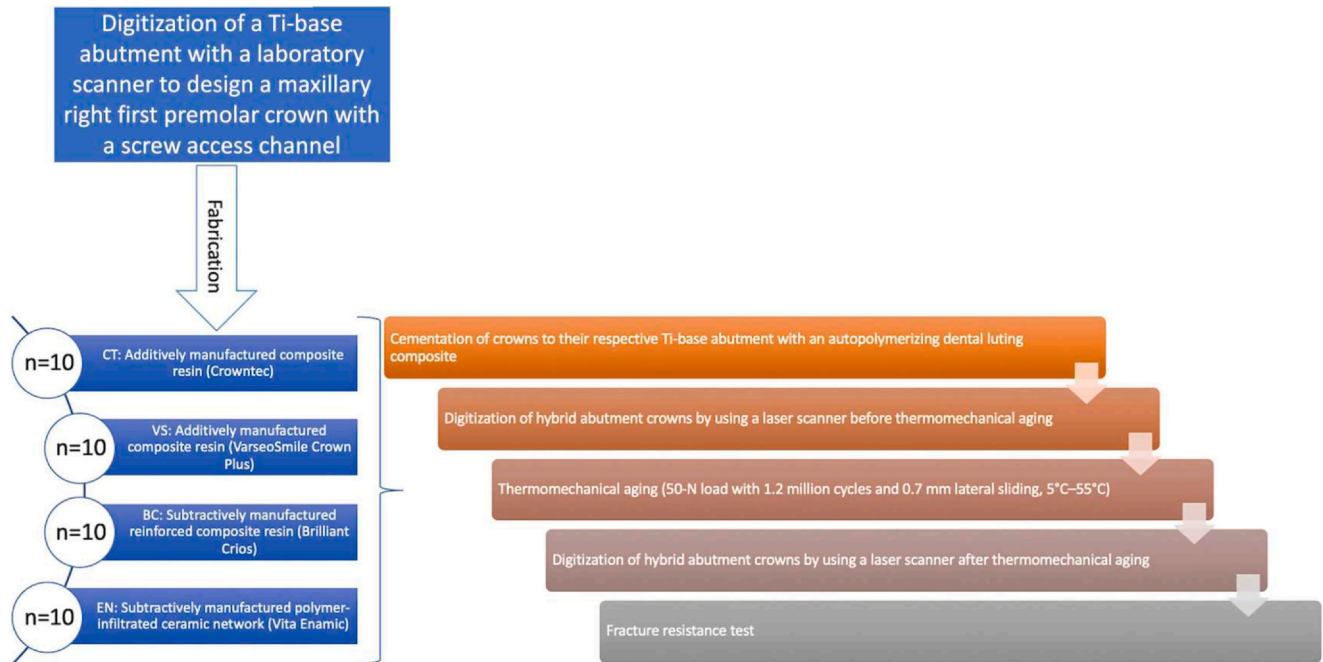 Digitization of a Ti-base
abutment with a laboratory
scanner to design a maxillary
right first premolar crown with
a screw access channel
Fabrication
n=10
CT: Additively manufactured composite
resin (Crowntec)
n=10
VS: Additively manufactured
composite resin (VarseoSmile Crown
Plus)
n=10
BC: Subtractively manufactured
reinforced composite resin (Brilliant
Crios)
n=10
EN: Subtractively manufactured polymer-
infiltrated ceramic network (Vita Enamic)
Cementation of crowns to their respective Ti-base abutment with an autopolymerizing dental luting
composite
Digitization of hybrid abutment crowns by using a laser scanner before thermomechanical aging
Thermomechanical aging (50-N load with 1.2 million cycles and 0.7 mm lateral sliding, 5°C–55°C)
Digitization of hybrid abutment crowns by using a laser scanner after thermomechanical aging
Fracture resistance test